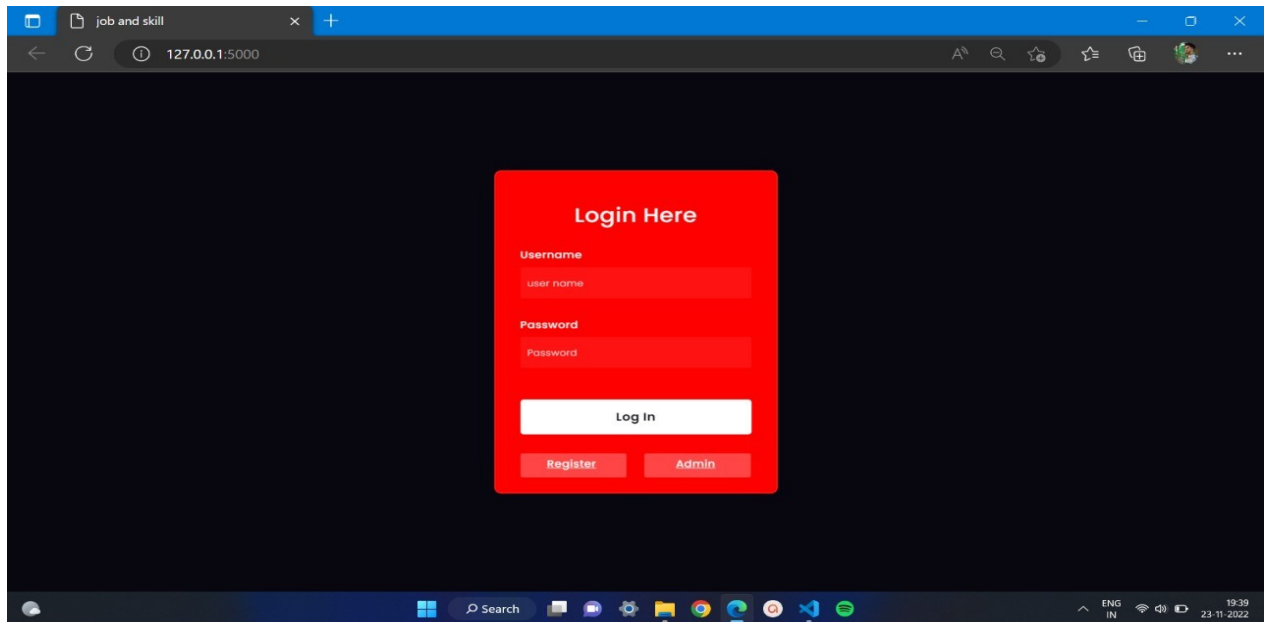 job and skill
127.0.0.1:5000
Login Here
Username
user name
Password
Password
Log In
Register Admin
Search
ENG
IN
19:39
23-11-2022